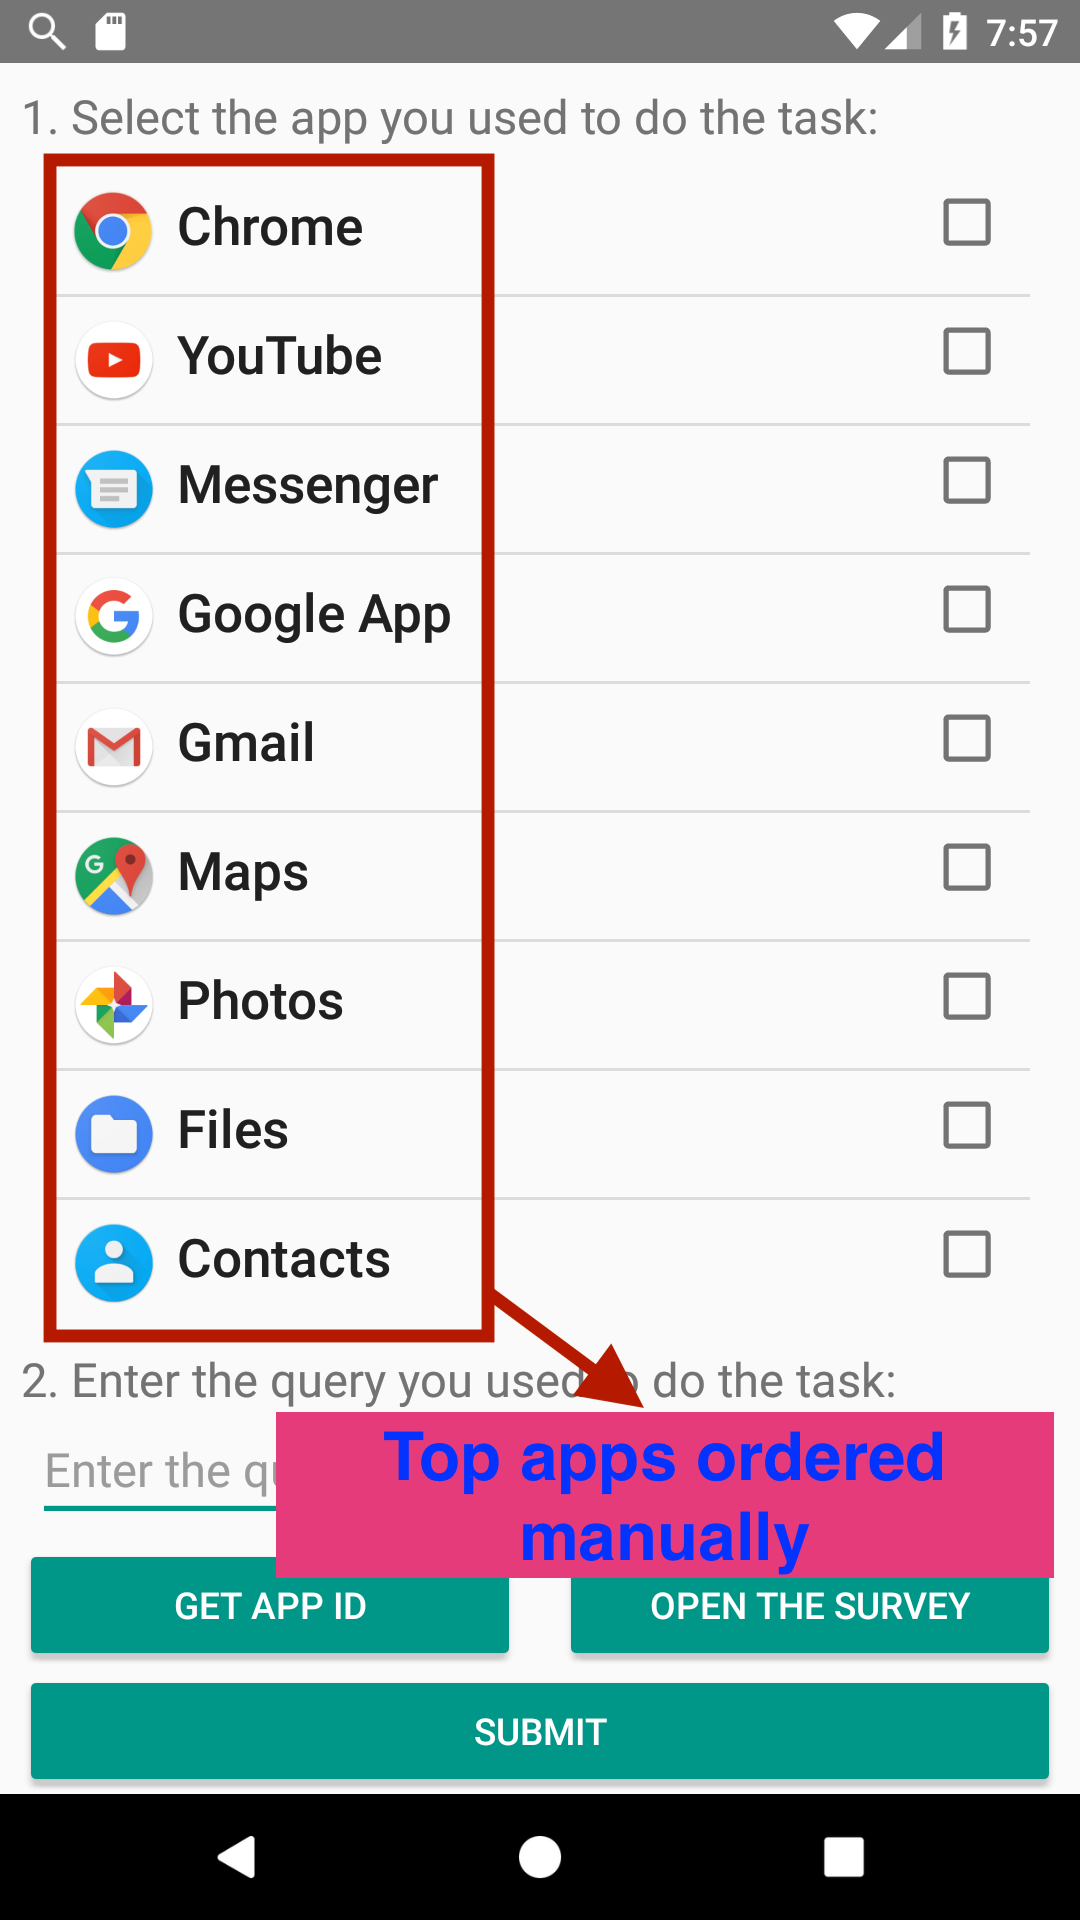 7:57
1. Select the app you used to do the task:
Chrome
YouTube
Messenger
Google App
Gmail
Maps
Photos
Files
Contacts
2. Enter the query you used to do the task:
Enter the qu
Top apps ordered
manually
GET APP ID
OPEN THE SURVEY
SUBMIT